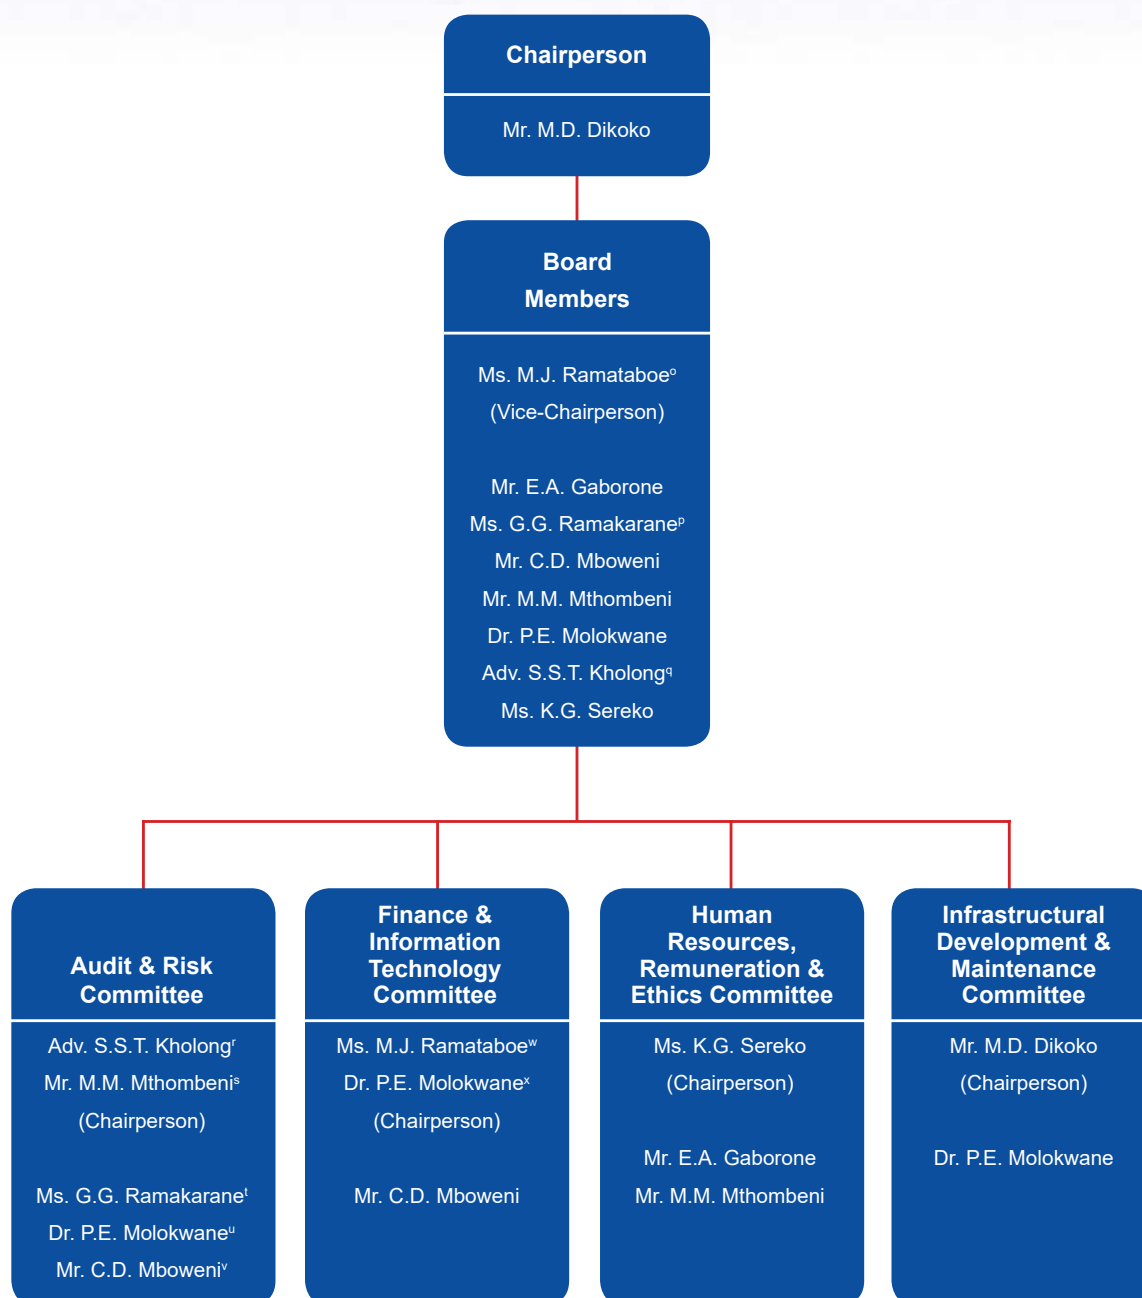 Chairperson
Mr. M.D. Dikoko
Board
Members
Ms. M.J. Ramataboeᵒ
(Vice-Chairperson)
Mr. E.A. Gaborone
Ms. G.G. Ramakaraneᵖ
Mr. C.D. Mboweni
Mr. M.M. Mthombeni
Dr. P.E. Molokwane
Adv. S.S.T. Kholong𐞥
Ms. K.G. Sereko
Audit & Risk
Committee
Adv. S.S.T. Kholongʳ
Mr. M.M. Mthombeniˢ
(Chairperson)
Ms. G.G. Ramakaraneᵗ
Dr. P.E. Molokwaneᵘ
Mr. C.D. Mboweniᵛ
Finance &
Information
Technology
Committee
Ms. M.J. Ramataboeʷ
Dr. P.E. Molokwaneˣ
(Chairperson)
Mr. C.D. Mboweni
Human
Resources,
Remuneration &
Ethics Committee
Ms. K.G. Sereko
(Chairperson)
Mr. E.A. Gaborone
Mr. M.M. Mthombeni
Infrastructural
Development &
Maintenance
Committee
Mr. M.D. Dikoko
(Chairperson)
Dr. P.E. Molokwane